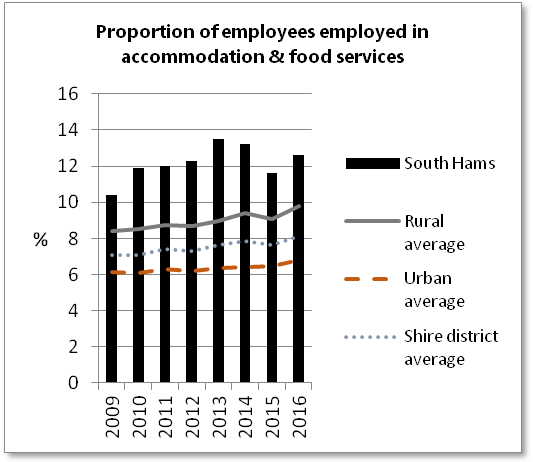 Proportion of employees employed in
accommodation & food services
16
14
12
10
8
6
4
2
0
%
2009
2010
2011
2012
2013
2014
2015
2016
South Hams
Rural
average
Urban
average
Shire district
average